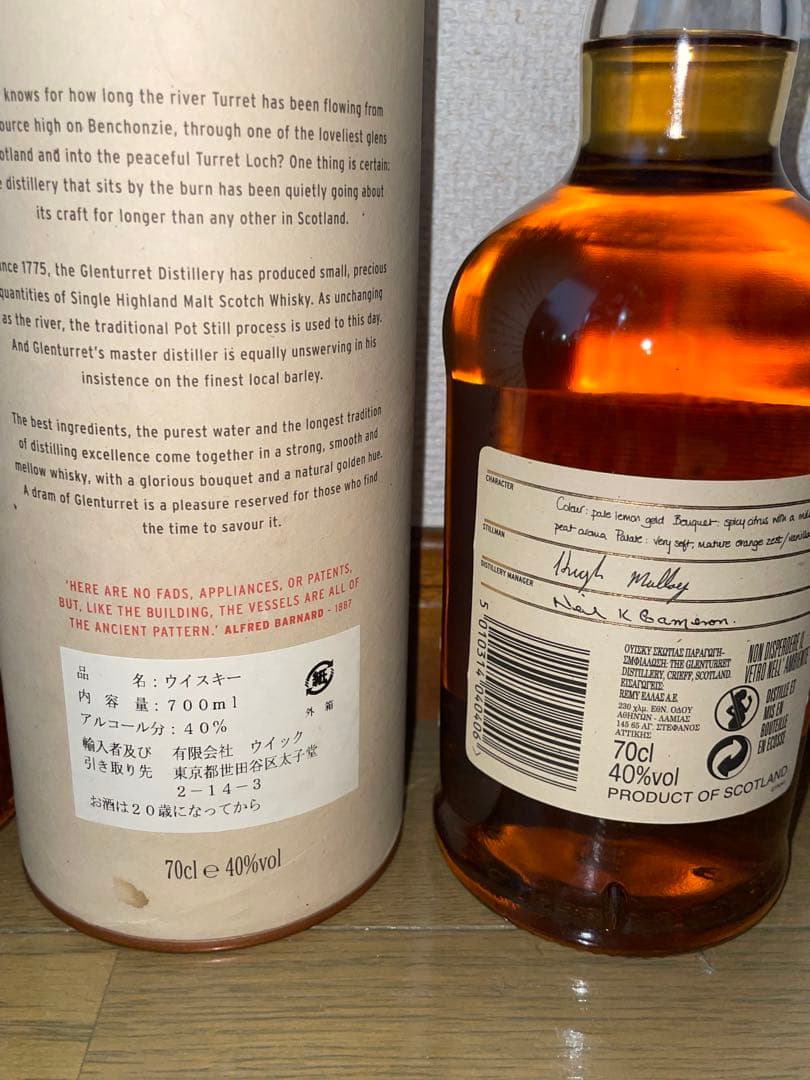 knows for how long the river Turret has been flowing from
ource high on Benchonzie, through one of the loveliest glens
otland and into the peaceful Turret Loch? One thing is certain:
e distillery that sits by the burn has been quietly going about
its craft for longer than any other in Scotland.
nce 1775, the Glenturret Distillery has produced small, precious
quantities of Single Highland Malt Scotch Whisky. As unchanging
as the river, the traditional Pot Still process is used to this day.
And Glenturret's master distiller is equally unswerving in his
insistence on the finest local barley.
The best ingredients, the purest water and the longest tradition
of distilling excellence come together in a strong, smooth and
mellow whisky, with a glorious bouquet and a natural golden hue.
A dram of Glenturret is a pleasure reserved for those who find
the time to savour it.
'HERE ARE NO FADS, APPLIANCES, OR PATENTS,
BUT, LIKE THE BUILDING, THE VESSELS ARE ALL OF
THE ANCIENT PATTERN.' ALFRED BARNARD - 1887
品 名:ウイスキー
内 容 量:700ml
アルコール分:40%
輸入者及び 有限会社 ウイック
引き取り先 東京都世田谷区太子堂
2-14-3
お酒は20歳になってから
紙
外 箱
70cl e 40%vol
CHARACTER
Colour: pale lemon gold Bouquet: spicy citrus with a
peat aroma Palate: very soft, mature orange zest/vanilla
STILLMAN
Hugh Malloy
DISTILLERY MANAGER
Neil K Cameron.
5 010314 040406
ΟΥΙΣΚΥ ΣΚΩΤΙΑΣ ΠΑΡΑΓΩΓΗ-
ΕΜΦΙΑΛΩΣΗ: THE GLENTURRET
DISTILLERY, CRIEFF, SCOTLAND.
ΕΙΣΑΓΩΓΕΙΣ:
REMY ΕΛΛΑΣ Α.Ε.
230 χλμ. ΕΘΝ. ΟΔΟΥ
ΑΘΗΝΩΝ - ΛΑΜΙΑΣ
145 65 ΑΓ. ΣΤΕΦΑΝΟΣ
ΑΤΤΙΚΗΣ
70cl
40%vol
PRODUCT OF SCOTLAND
NON DISPERDERE IL
VETRO NELL'AMBIENTE
DISTILLÉ ET
MIS EN
BOUTEILLE
EN ECOSSE